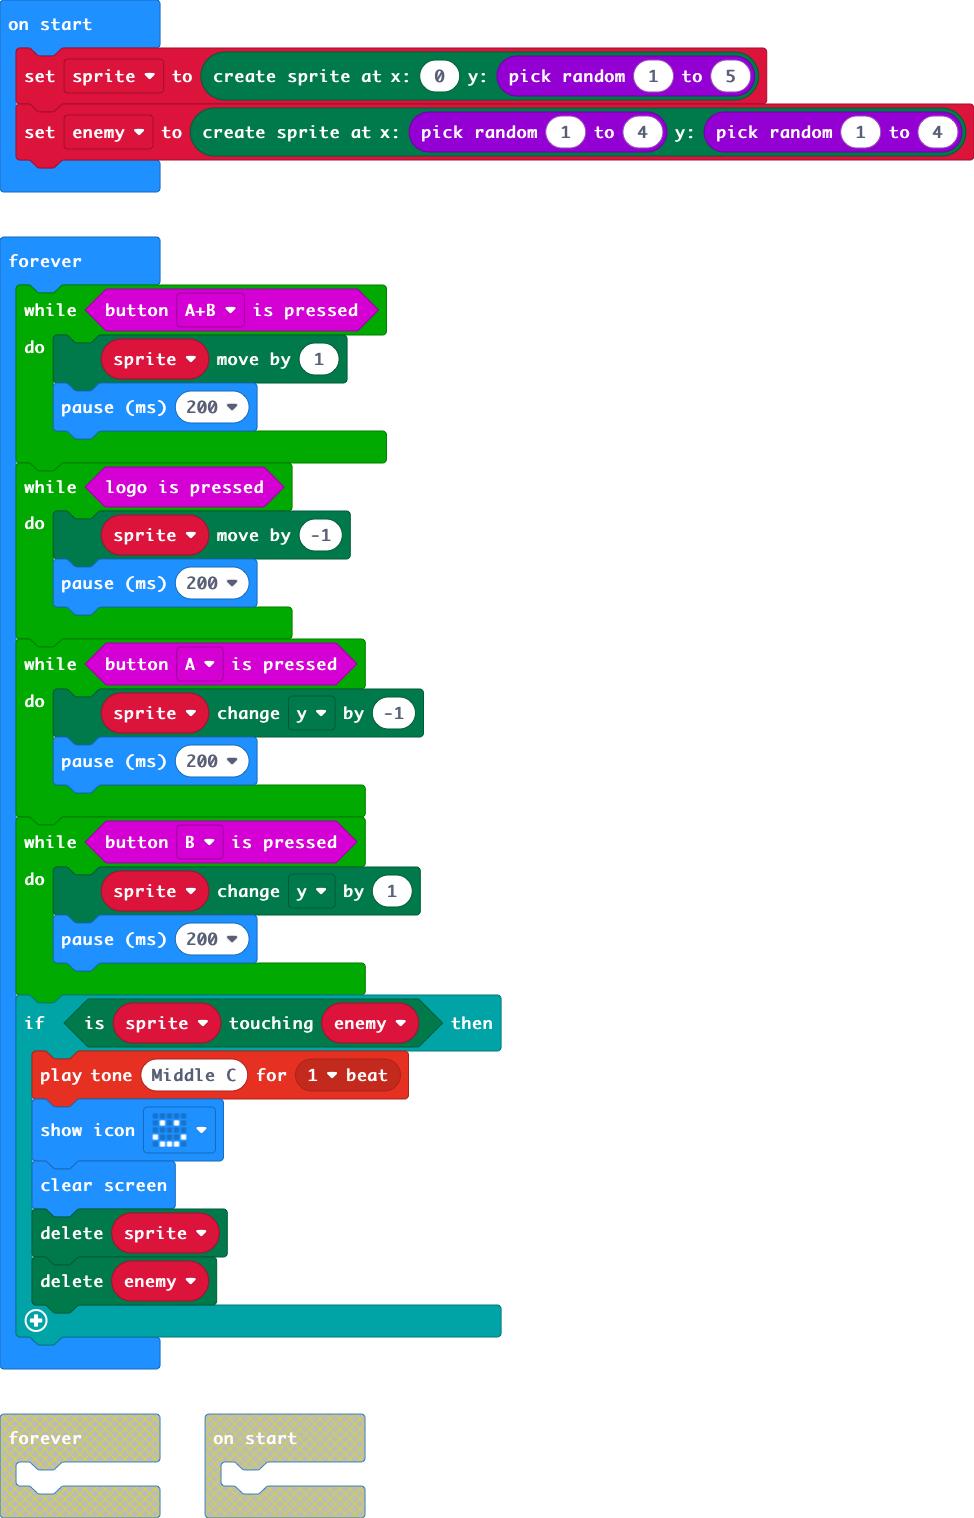 on start
set sprite to create sprite at x: 0 y: pick random 1 to 5
set enemy to create sprite at x: pick random 1 to 4 y: pick random 1 to 4
forever
while button A+B is pressed
do
sprite move by 1
pause (ms) 200
while logo is pressed
do
sprite move by -1
pause (ms) 200
while button A is pressed
do
sprite change y by -1
pause (ms) 200
while button B is pressed
do
sprite change y by 1
pause (ms) 200
if is sprite touching enemy then
play tone Middle C for 1 beat
show icon
clear screen
delete sprite
delete enemy
forever
on start